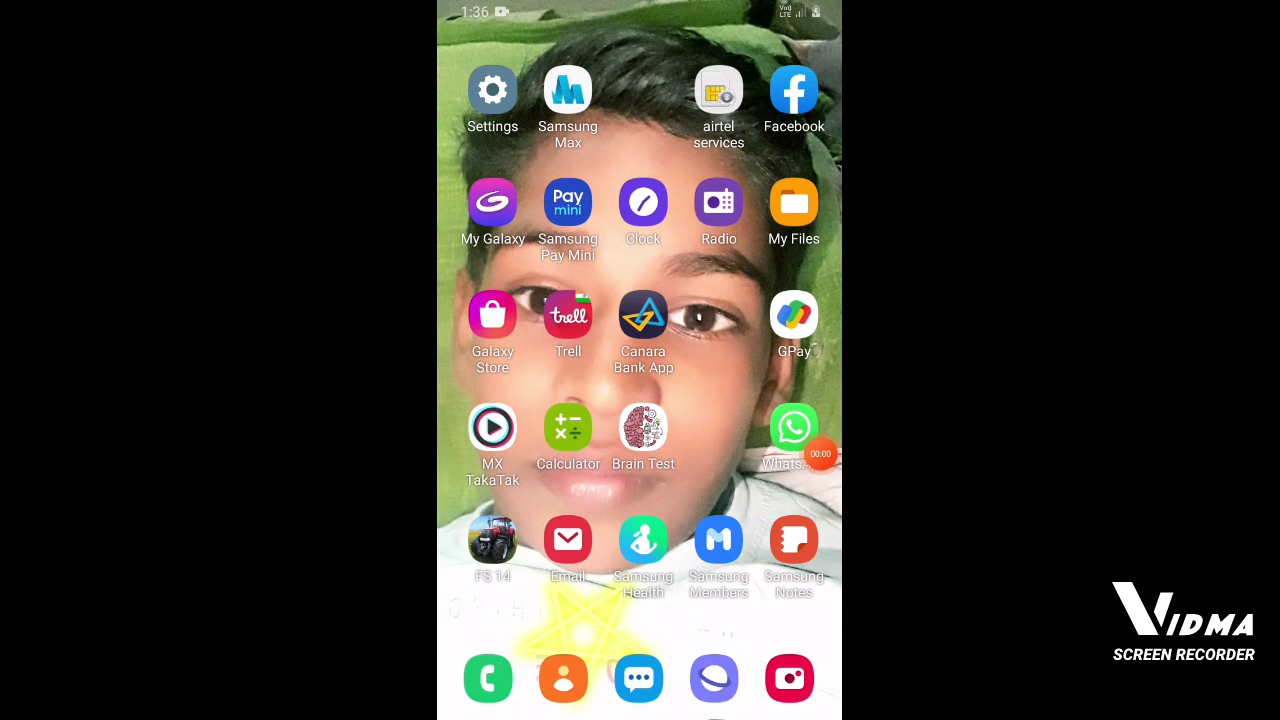 1:36
Vo))
LTE
Settings
Samsung
Max
airtel
services
Facebook
Pay
mini
My Galaxy
Samsung
Pay Mini
Clock
Radio
My Files
trell
Galaxy
Store
Trell
Canara
Bank App
GPay
MX
TakaTak
Calculator
Brain Test
00:00
FS 14
Email
Samsung
Health
Samsung
Members
Samsung
Notes
VIDMA
SCREEN RECORDER